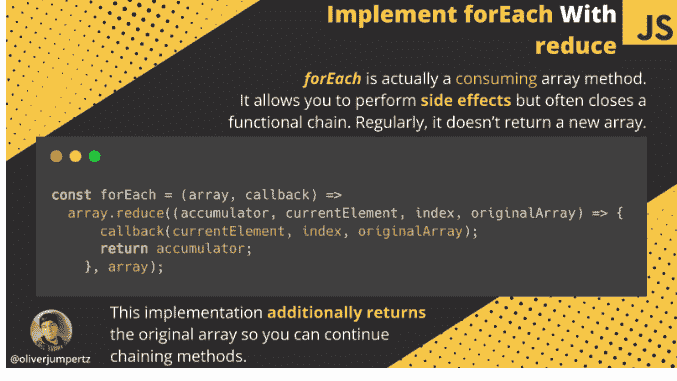 Implement forEach With
reduce
JS
forEach is actually a consuming array method.
It allows you to perform side effects but often closes a
functional chain. Regularly, it doesn’t return a new array.
const forEach = (array, callback) =>
  array.reduce((accumulator, currentElement, index, originalArray) => {
    callback(currentElement, index, originalArray);
    return accumulator;
  }, array);
This implementation additionally returns
the original array so you can continue
chaining methods.
@oliverjumpertz